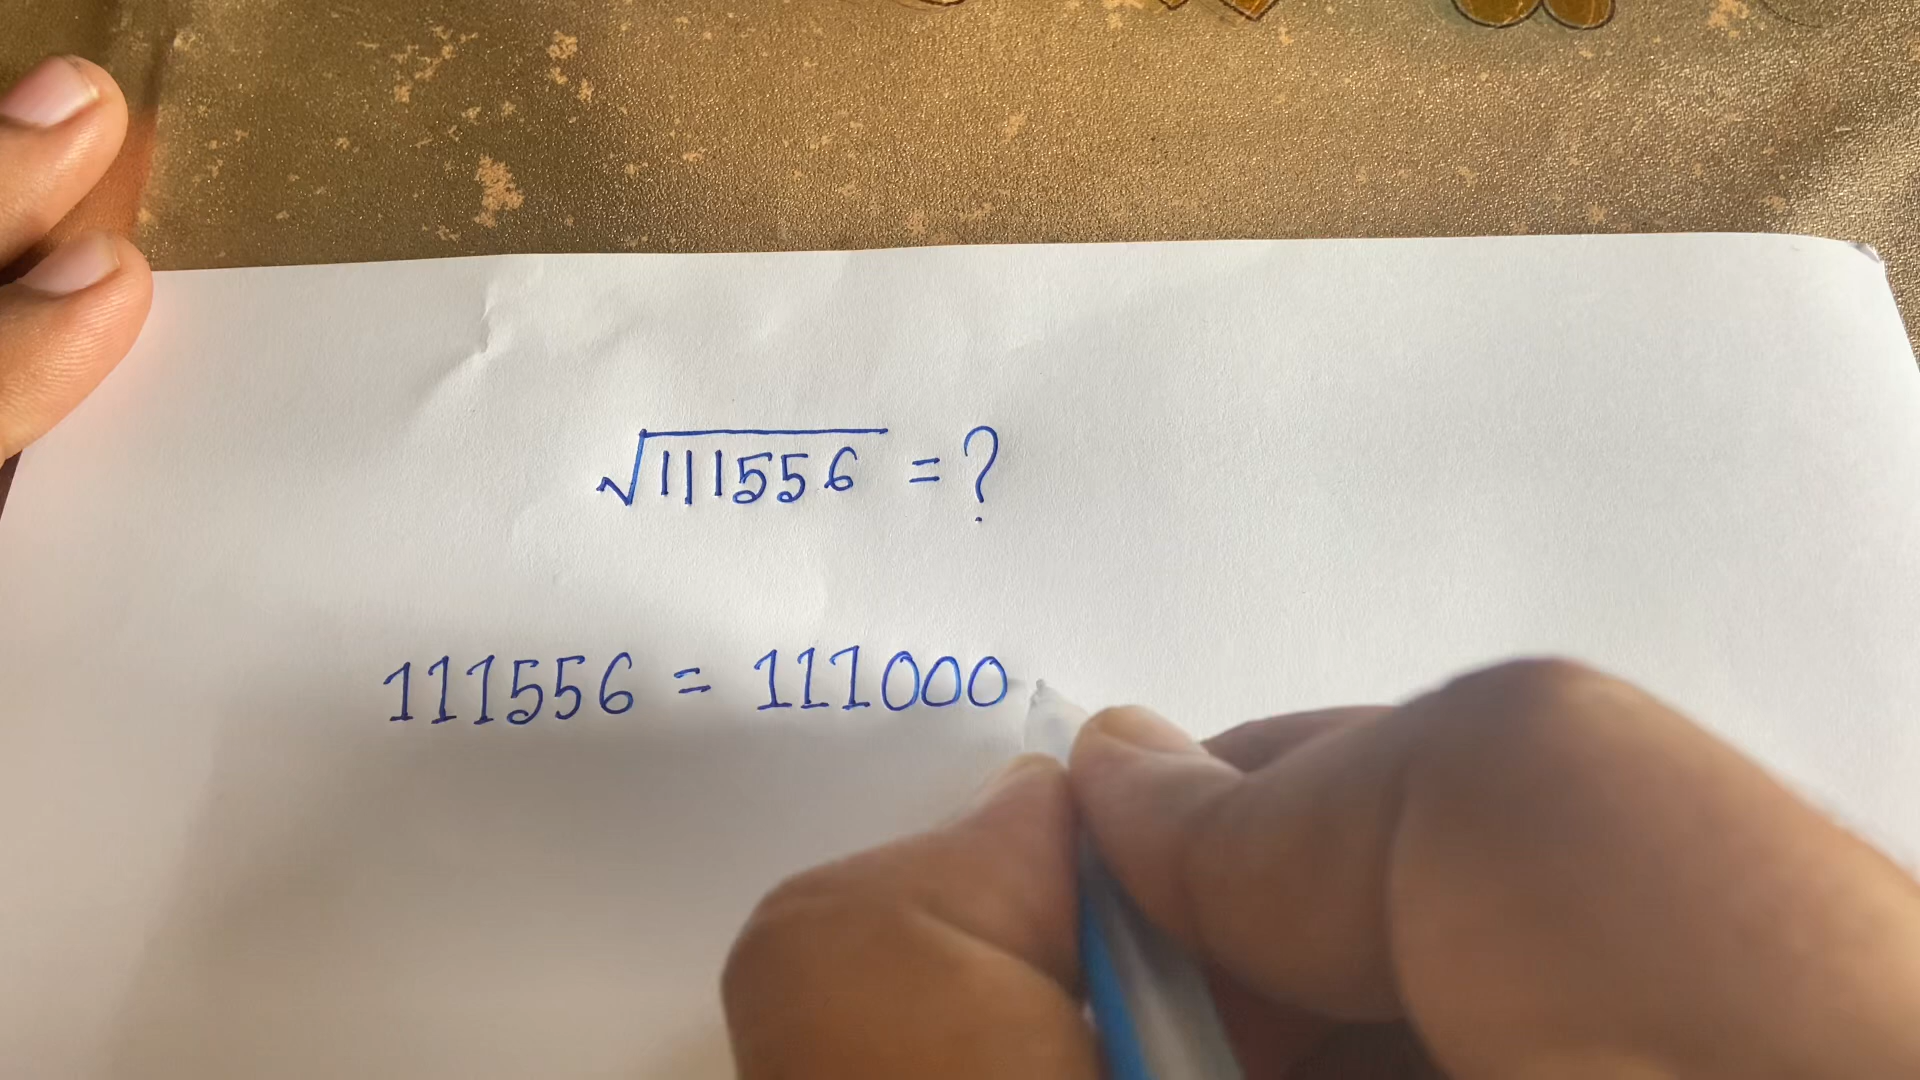 √111556 = ?
111556 = 111000